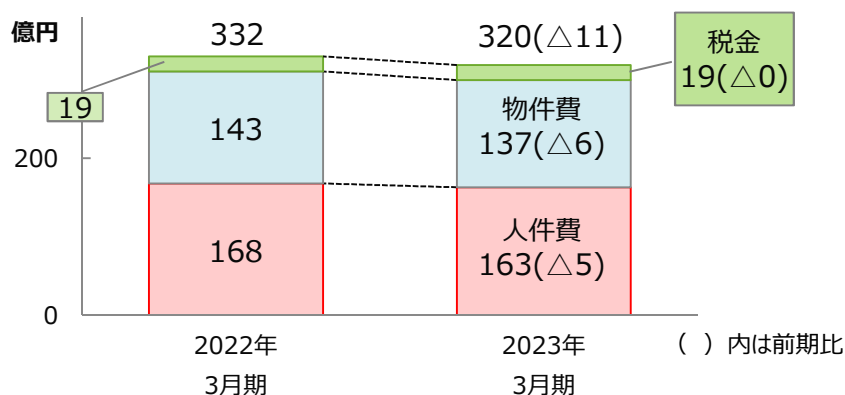 億円
332
320(△11)
税金
19(△0)
19
143
物件費
137(△6)
200
168
人件費
163(△5)
0
2022年
3月期
2023年
3月期
（ ）内は前期比